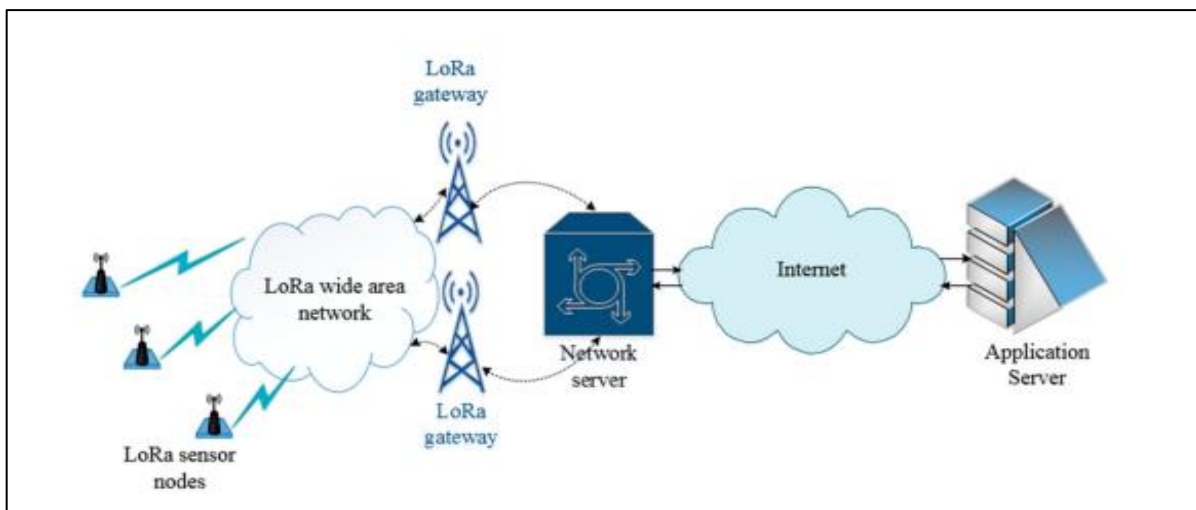 LoRa
gateway
LoRa wide area
network
LoRa sensor
nodes
LoRa
gateway
Network
server
Internet
Application
Server